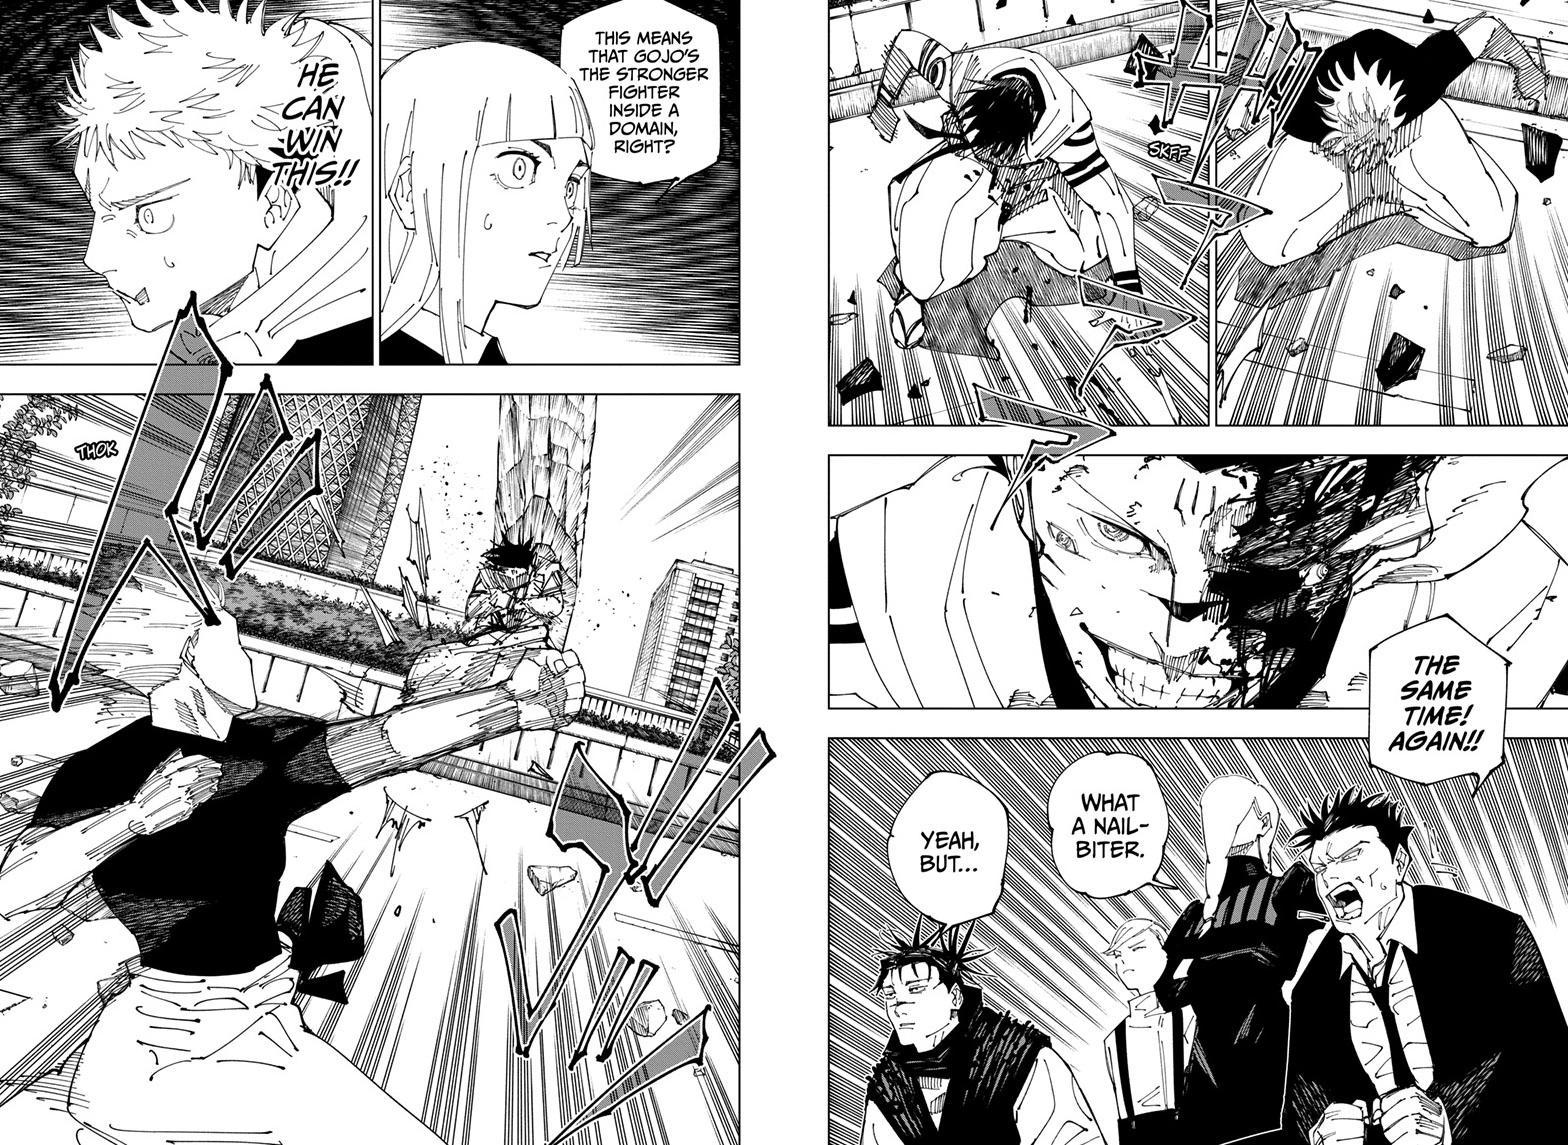 SKFF
THE
SAME
TIME!
AGAIN!!
WHAT
A NAIL-
BITER.
YEAH,
BUT...
THIS MEANS
THAT GOJO'S
THE STRONGER
FIGHTER
INSIDE A
DOMAIN,
RIGHT?
HE
CAN
WIN
THIS!!
THOK